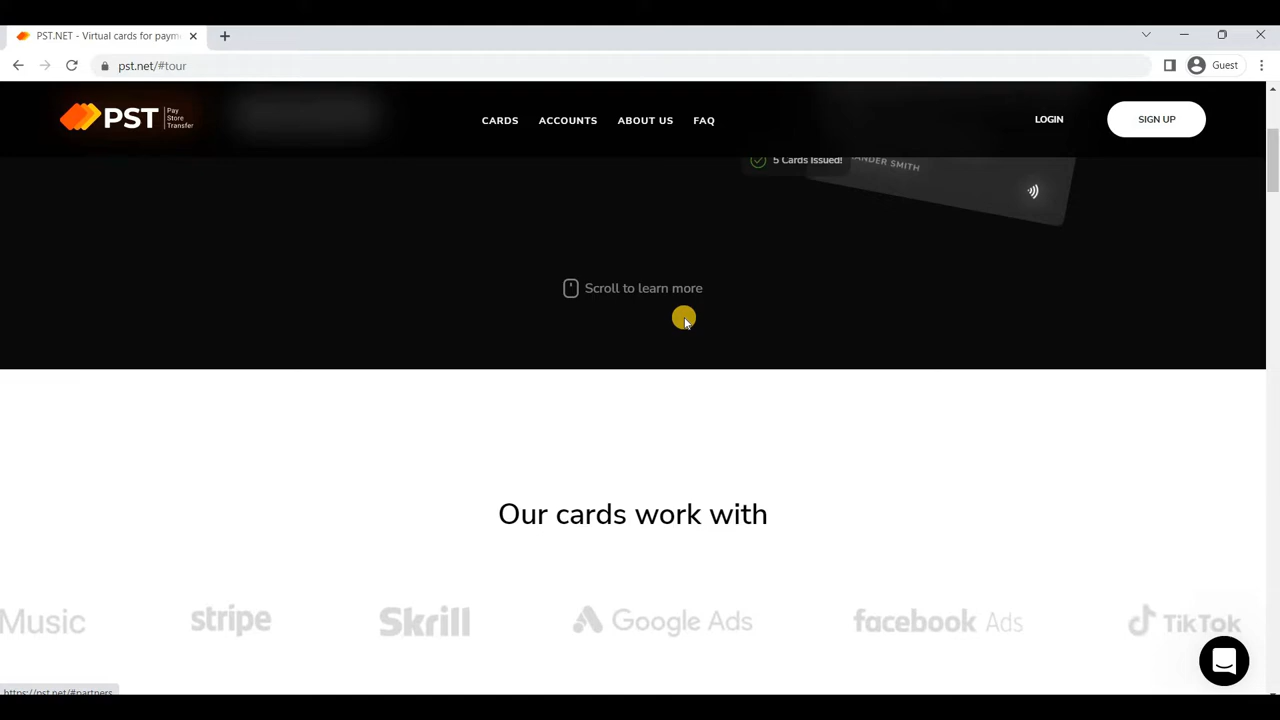 PST.NET - Virtual cards for paym
pst.net/#tour
Guest
PST
Pay
Store
Transfer
CARDS
ACCOUNTS
ABOUT US
FAQ
LOGIN
SIGN UP
5 Cards Issued!
ANDER SMITH
Scroll to learn more
Our cards work with
Music
stripe
Skrill
Google Ads
facebook Ads
TikTok
https://pst.net/#partners